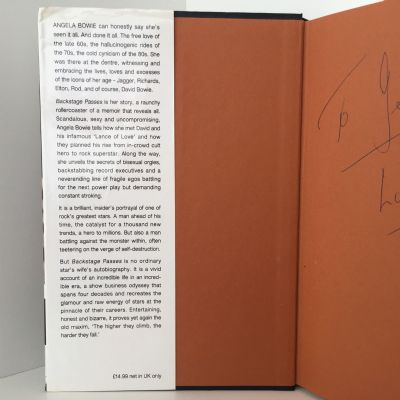 ANGELA BOWIE can honestly say she's
seen it all. And done it all. The free love of
the late 60s, the hallucinogenic rides of
the 70s, the cold cynicism of the 80s. She
was there at the dentre, witnessing and
embracing the lives, loves and excesses
of the icons of her age - Jagger, Richards,
Elton, Rod, and of course, David Bowie.
Backstage Passes is her story, a raunchy
rollercoaster of a memoir that reveals all.
Scandalous, sexy and uncompromising,
Angela Bowie tells how she met David and
his infamous 'Lance of Love' and how
they planned his rise from in-crowd cult
hero to rock superstar. Along the way,
she unveils the secrets of bisexual orgies,
backstabbing record executives and a
neverending line of fragile egos battling
for the next power play but demanding
constant stroking.
It is a brilliant, insider's portrayal of one of
rock's greatest stars. A man ahead of his
time, the catalyst for a thousand new
trends, a hero to millions. But also a man
battling against the monster within, often
teetering on the verge of self-destruction.
But Backstage Passes is no ordinary
star's wife's autobiography. It is a vivid
account of an incredible life in an incred-
ible era, a show business odyssey that
spans four decades and recreates the
glamour and raw energy of stars at the
pinnacle of their careers. Entertaining,
honest and bizarre, it proves yet again the
old maxim, 'The higher they climb, the
harder they fall.'
£14.99 net in UK only
To